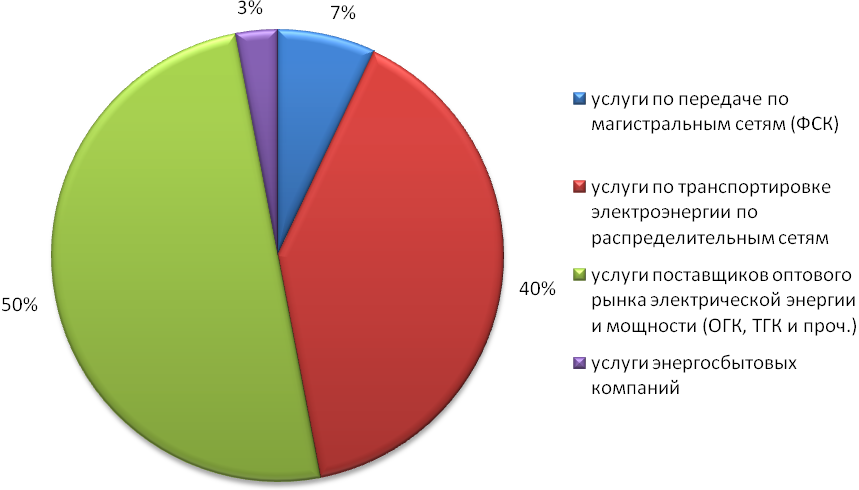 3%
7%
40%
50%
услуги по передаче по
магистральным сетям (ФСК)
услуги по транспортировке
электроэнергии по
распределительным сетям
услуги поставщиков оптового
рынка электрической энергии
и мощности (ОГК, ТГК и проч.)
услуги энергосбытовых
компаний